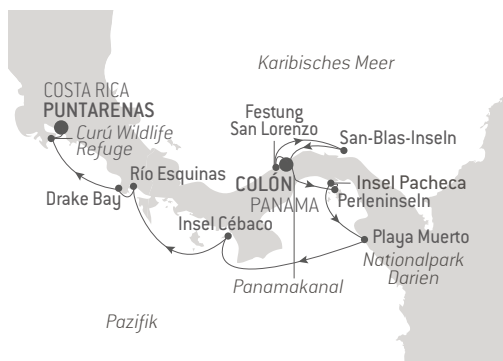 Karibisches Meer
COSTA RICA
PUNTARENAS
Curú Wildlife
Refuge
Festung
San Lorenzo
San-Blas-Inseln
Río Esquinas
COLÓN
PANAMA
Insel Pacheca
Perleninseln
Drake Bay
Insel Cébaco
Playa Muerto
Nationalpark
Darien
Panamakanal
Pazifik